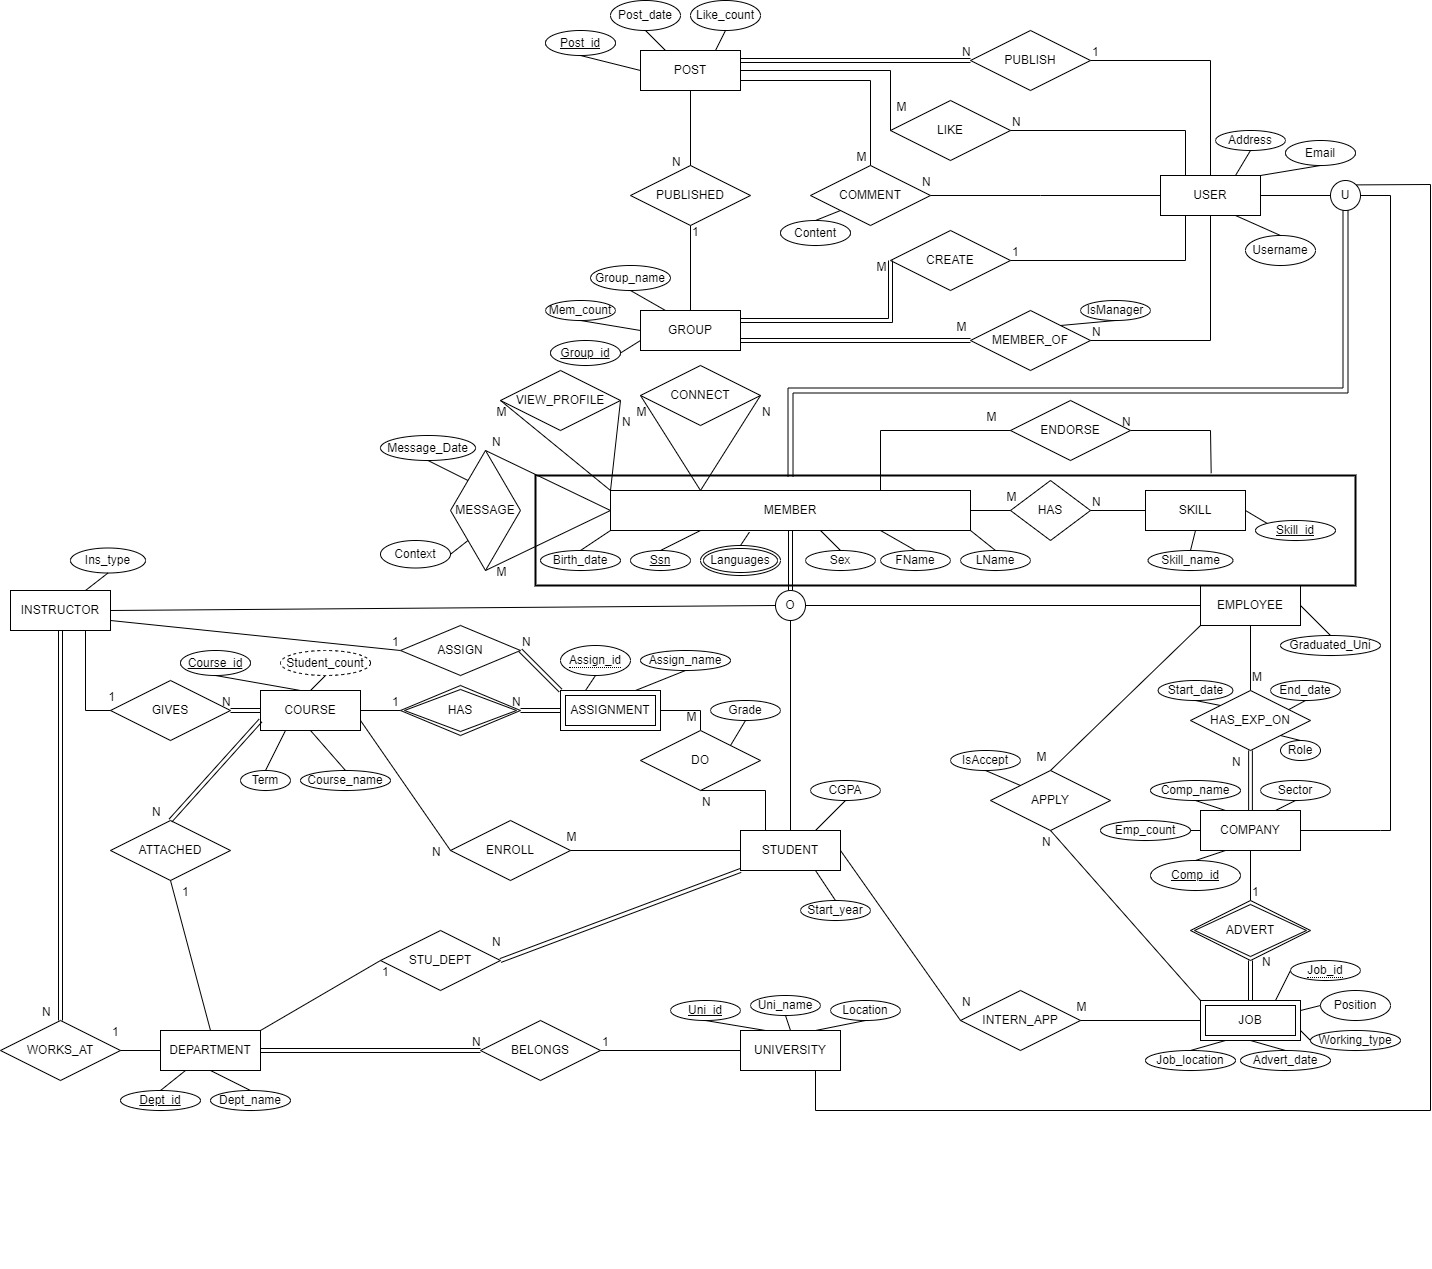 Post_date
Like_count
Post_id
POST
N
PUBLISH
1
M
LIKE
N
Address
Email
M
N
PUBLISHED
COMMENT
N
USER
U
Content
1
Username
CREATE
1
M
Group_name
Mem_count
IsManager
GROUP
M
MEMBER_OF
N
Group_id
CONNECT
VIEW_PROFILE
M
N
M
N
M
ENDORSE
N
Message_Date
N
MESSAGE
MEMBER
M
HAS
N
SKILL
Skill_id
Context
M
Birth_date
Ssn
Languages
Sex
FName
LName
Skill_name
Ins_type
INSTRUCTOR
O
EMPLOYEE
Graduated_Uni
1
ASSIGN
N
Course_id
Student_count
Assign_id
Assign_name
M
Start_date
End_date
1
GIVES
N
COURSE
1
HAS
N
ASSIGNMENT
M
Grade
HAS_EXP_ON
Role
DO
M
IsAccept
N
Term
Course_name
N
CGPA
Comp_name
Sector
APPLY
N
ATTACHED
N
ENROLL
M
STUDENT
N
Emp_count
COMPANY
Comp_id
1
1
Start_year
ADVERT
N
STU_DEPT
1
N
Job_id
Uni_id
Uni_name
Location
N
INTERN_APP
M
JOB
Position
N
WORKS_AT
1
DEPARTMENT
N
BELONGS
1
UNIVERSITY
Working_type
Job_location
Advert_date
Dept_id
Dept_name